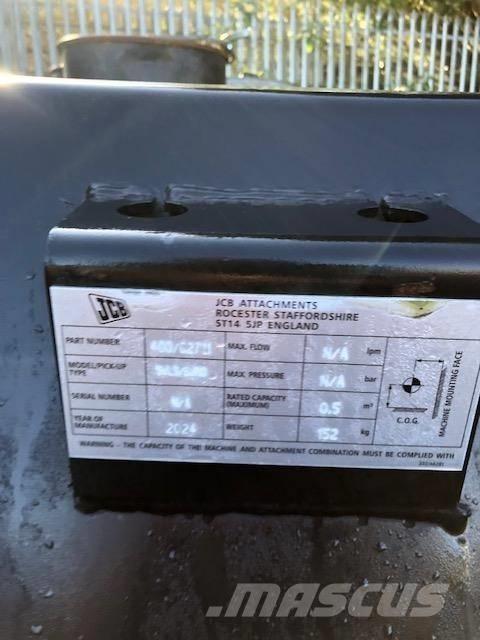 JCB
JCB ATTACHMENTS
ROCESTER STAFFORDSHIRE
ST14 5JP ENGLAND
PART NUMBER
MAX. FLOW N/A lpm
MODEL/PICK-UP
TYPE
MAX. PRESSURE N/A bar
SERIAL NUMBER
RATED CAPACITY
(MAXIMUM) 0.5 m³
YEAR OF
MANUFACTURE 2024
WEIGHT 152 kg
C.O.G.
MACHINE MOUNTING FACE
WARNING - THE CAPACITY OF THE MACHINE AND ATTACHMENT COMBINATION MUST BE COMPLIED WITH
MASCUS